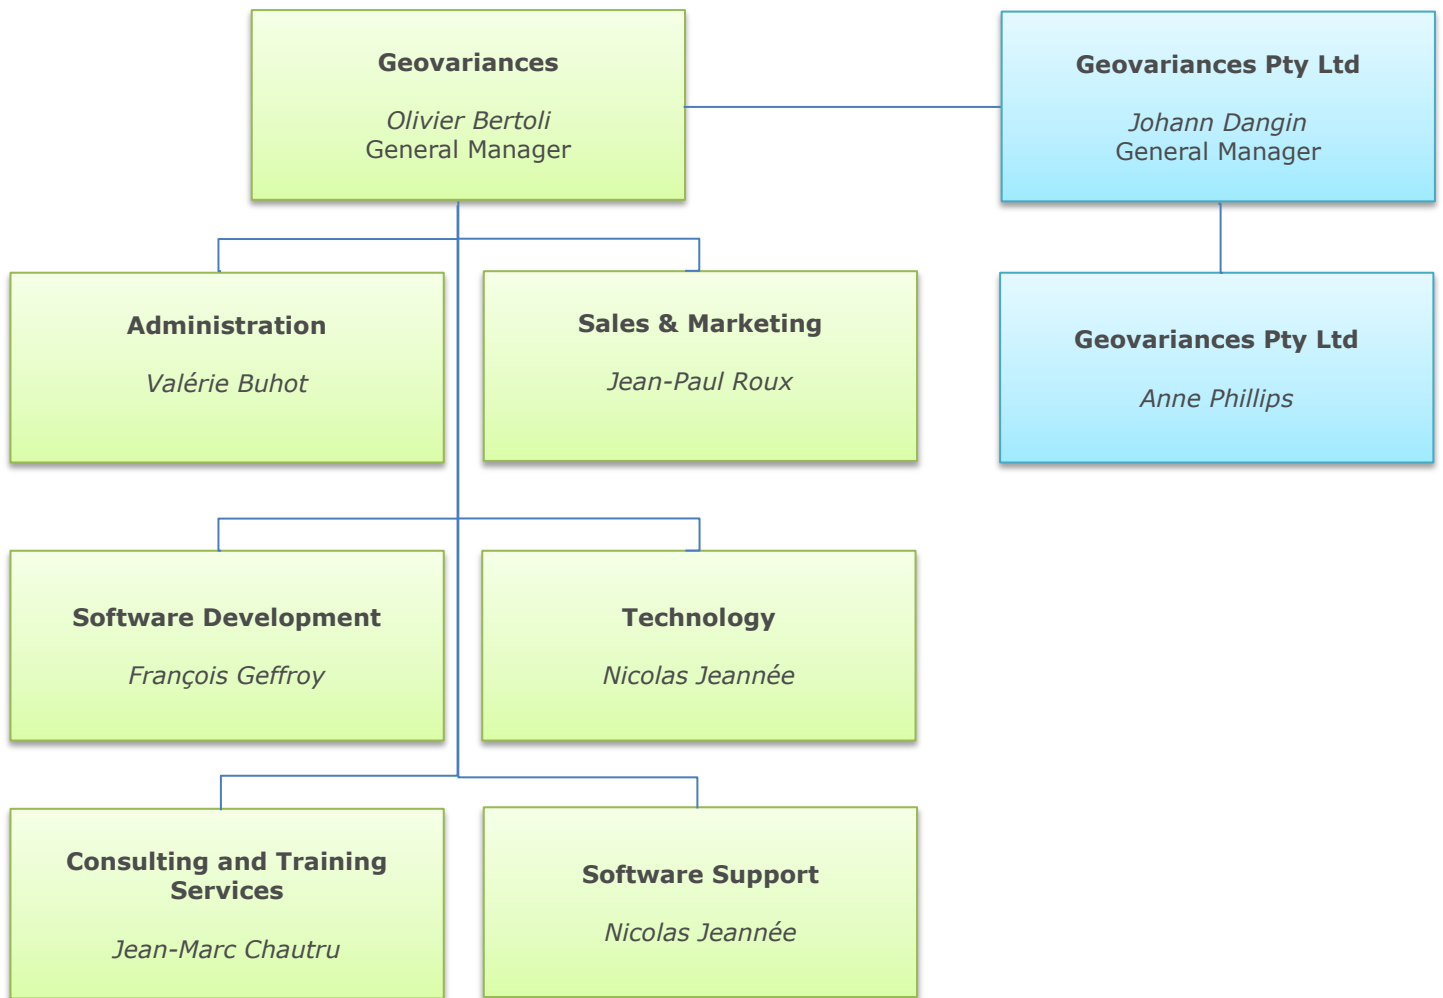 Geovariances
Olivier Bertoli
General Manager
Geovariances Pty Ltd
Johann Dangin
General Manager
Administration
Valérie Buhot
Sales & Marketing
Jean-Paul Roux
Geovariances Pty Ltd
Anne Phillips
Software Development
François Geffroy
Technology
Nicolas Jeannée
Consulting and Training
Services
Jean-Marc Chautru
Software Support
Nicolas Jeannée